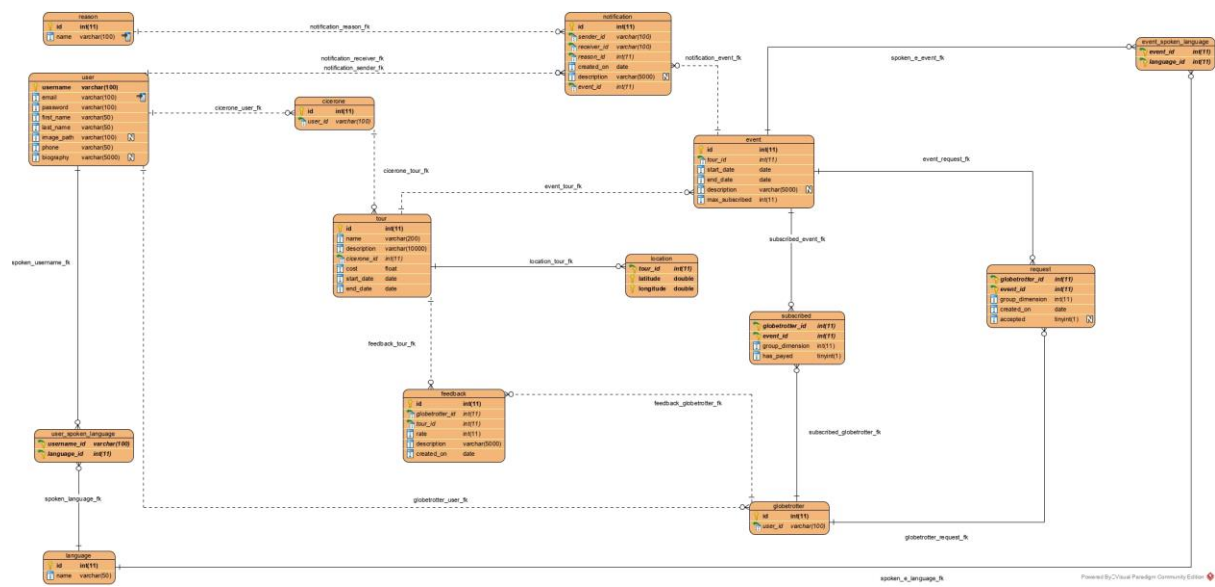 reason
id int(11)
name varchar(100)
notification_reason_fk
notification
id int(11)
sender_id varchar(100)
receiver_id varchar(100)
reason_id int(11)
created_on date
description varchar(5000) N
event_id int(11)
event_spoken_language
event_id int(11)
language_id int(11)
notification_receiver_fk
notification_sender_fk
notification_event_fk
spoken_e_event_fk
user
username varchar(100)
email varchar(100)
password varchar(100)
first_name varchar(50)
last_name varchar(50)
image_path varchar(100) N
phone varchar(50)
biography varchar(5000) N
cicerone_user_fk
cicerone
id int(11)
user_id varchar(100)
event
id int(11)
tour_id int(11)
start_date date
end_date date
description varchar(5000) N
max_subscribed int(11)
cicerone_tour_fk
event_tour_fk
event_request_fk
tour
id int(11)
name varchar(200)
description varchar(10000)
cicerone_id int(11)
cost float
start_date date
end_date date
subscribed_event_fk
spoken_username_fk
location_tour_fk
location
tour_id int(11)
latitude double
longitude double
request
globetrotter_id int(11)
event_id int(11)
group_dimension int(11)
created_on date
accepted tinyint(1) N
subscribed
globetrotter_id int(11)
event_id int(11)
group_dimension int(11)
has_payed tinyint(1)
feedback_tour_fk
feedback
id int(11)
globetrotter_id int(11)
tour_id int(11)
rate int(11)
description varchar(5000)
created_on date
feedback_globetrotter_fk
subscribed_globetrotter_fk
user_spoken_language
username_id varchar(100)
language_id int(11)
spoken_language_fk
globetrotter_user_fk
globetrotter
id int(11)
user_id varchar(100)
globetrotter_request_fk
language
id int(11)
name varchar(50)
spoken_e_language_fk
Powered By Visual Paradigm Community Edition